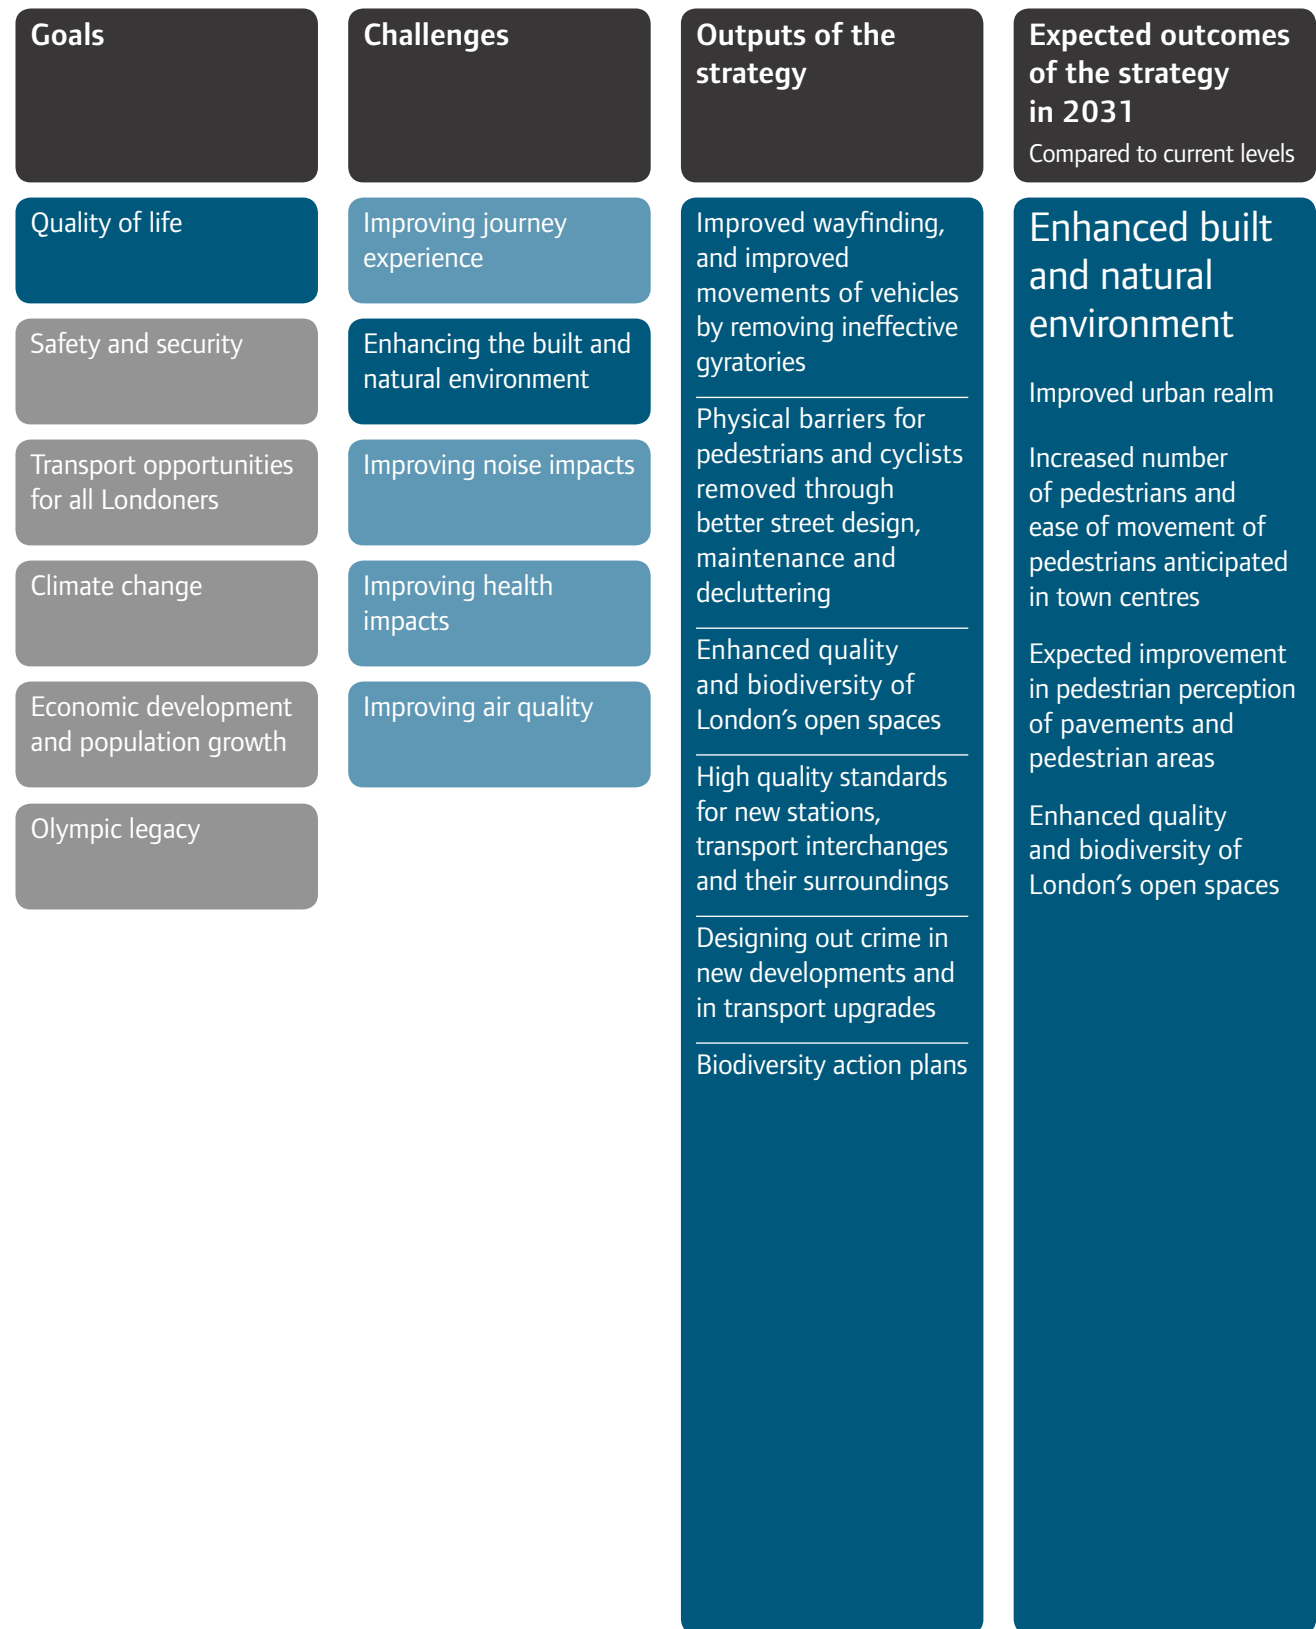 Goals
Quality of life
Safety and security
Transport opportunities
for all Londoners
Climate change
Economic development
and population growth
Olympic legacy
Challenges
Improving journey
experience
Enhancing the built and
natural environment
Improving noise impacts
Improving health
impacts
Improving air quality
Outputs of the
strategy
Improved wayfinding,
and improved
movements of vehicles
by removing ineffective
gyratories
Physical barriers for
pedestrians and cyclists
removed through
better street design,
maintenance and
decluttering
Enhanced quality
and biodiversity of
London’s open spaces
High quality standards
for new stations,
transport interchanges
and their surroundings
Designing out crime in
new developments and
in transport upgrades
Biodiversity action plans
Expected outcomes
of the strategy
in 2031
Compared to current levels
Enhanced built
and natural
environment
Improved urban realm
Increased number
of pedestrians and
ease of movement of
pedestrians anticipated
in town centres
Expected improvement
in pedestrian perception
of pavements and
pedestrian areas
Enhanced quality
and biodiversity of
London’s open spaces